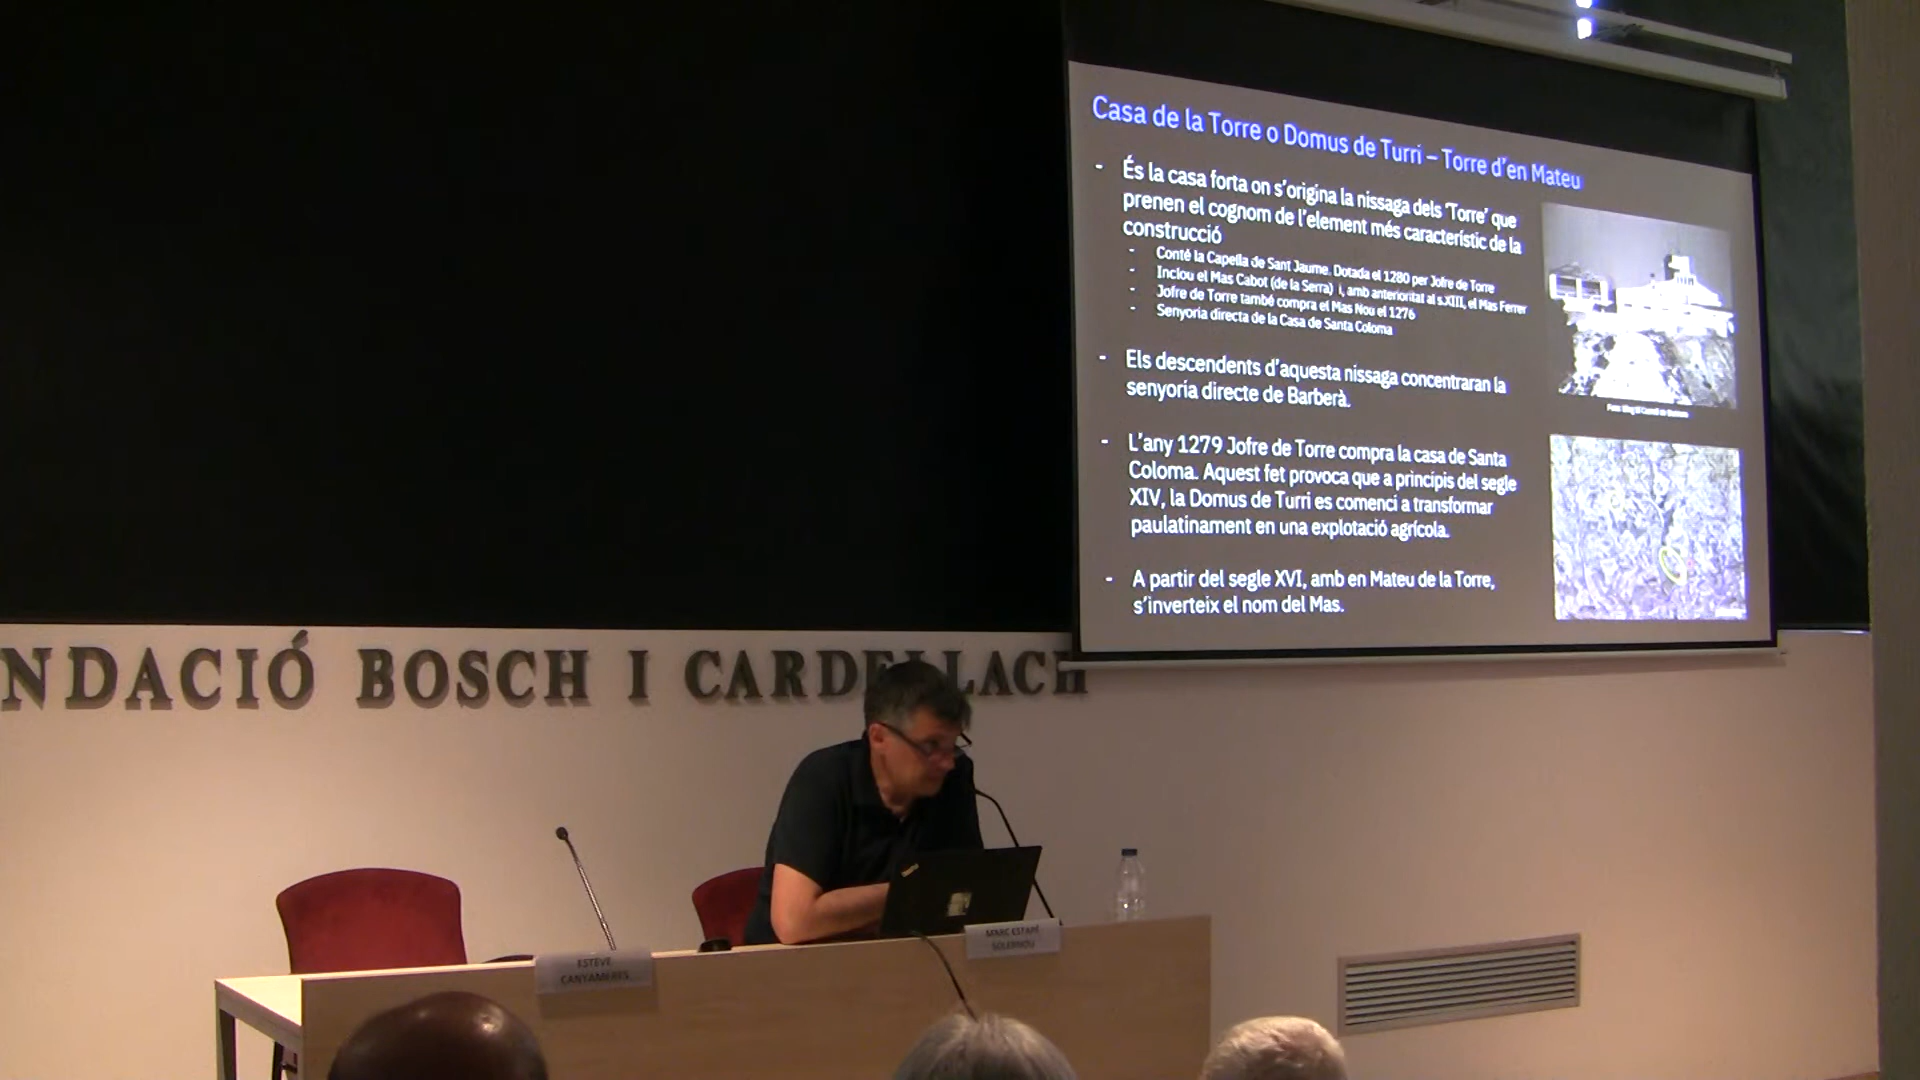 Casa de la Torre o Domus de Turri – Torre d'en Mateu
- És la casa forta on s'origina la nissaga dels 'Torre' que
prenen el cognom de l'element més característic de la
construcció
- Conté la Capella de Sant Jaume. Dotada el 1280 per Jofre de Torre
- Inclou el Mas Cabot (de la Serra) i, amb anterioritat al s.XIII, el Mas Ferrer
- Jofre de Torre també compra el Mas Nou el 1276
- Senyoria directa de la Casa de Santa Coloma
- Els descendents d'aquesta nissaga concentraran la
senyoria directe de Barberà.
- L'any 1279 Jofre de Torre compra la casa de Santa
Coloma. Aquest fet provoca que a principis del segle
XIV, la Domus de Turri es comenci a transformar
paulatinament en una explotació agrícola.
- A partir del segle XVI, amb en Mateu de la Torre,
s'inverteix el nom del Mas.
NDACIÓ BOSCH I CARDELLACH
ESTEVE
CANYAMERES
MARC